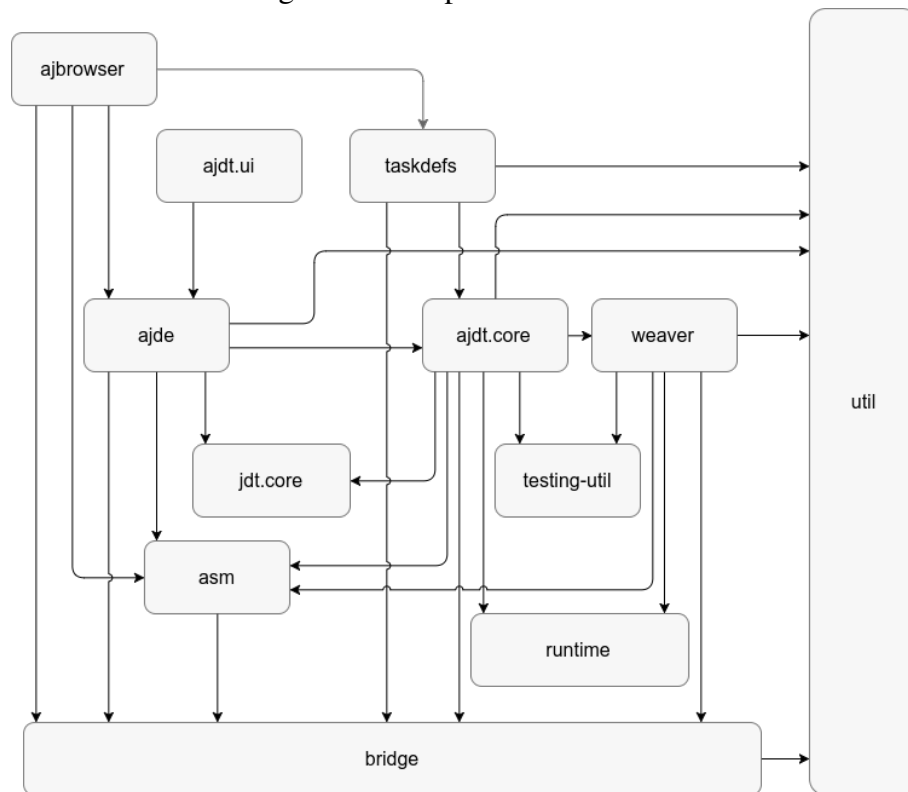 ajbrowser
ajdt.ui
taskdefs
ajde
ajdt.core
weaver
util
jdt.core
testing-util
asm
runtime
bridge